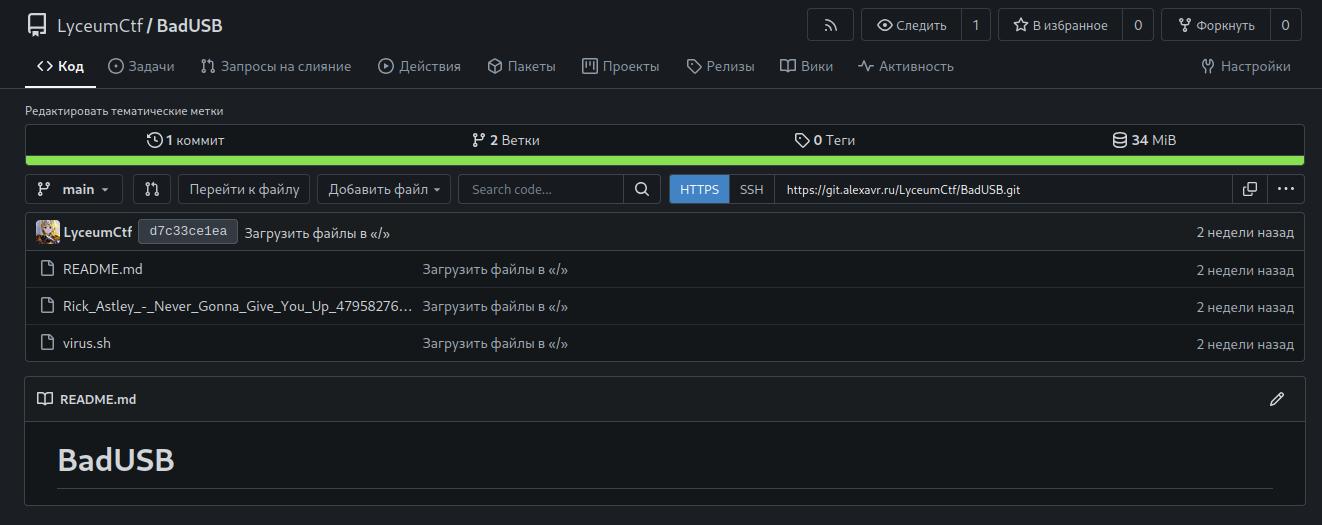 LyceumCtf / BadUSB
Следить 1 В избранное 0 Форкнуть 0
Код Задачи Запросы на слияние Действия Пакеты Проекты Релизы Вики Активность Настройки
Редактировать тематические метки
1 коммит 2 Ветки 0 Теги 34 MiB
main Перейти к файлу Добавить файл Search code... HTTPS SSH https://git.alexavr.ru/LyceumCtf/BadUSB.git
LyceumCtf d7c33ce1ea Загрузить файлы в «/» 2 недели назад
README.md Загрузить файлы в «/» 2 недели назад
Rick_Astley_-_Never_Gonna_Give_You_Up_47958276... Загрузить файлы в «/» 2 недели назад
virus.sh Загрузить файлы в «/» 2 недели назад
README.md
BadUSB